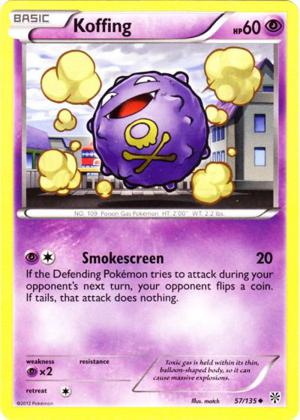 BASIC
Koffing
HP60
NO. 109 Poison Gas Pokémon HT. 2'00" WT. 2.2 lbs.
Smokescreen 20
If the Defending Pokémon tries to attack during your
opponent's next turn, your opponent flips a coin.
If tails, that attack does nothing.
weakness resistance
×2
retreat
Toxic gas is held within its thin,
balloon-shaped body, so it can
cause massive explosions.
©2012 Pokémon
Illus. match
57/135